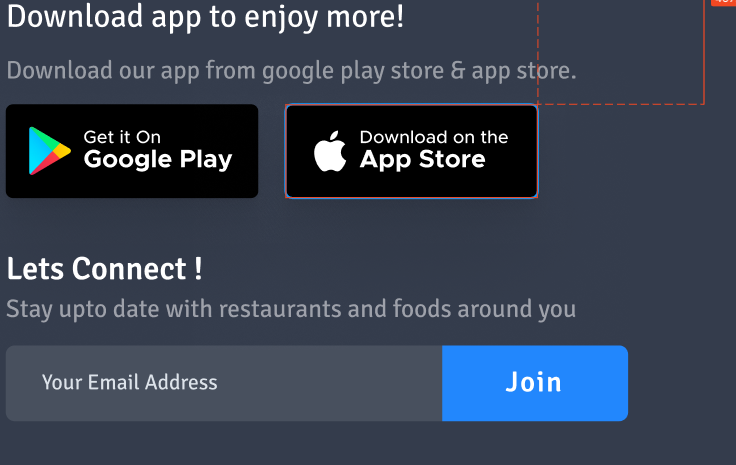 Download app to enjoy more!
Download our app from google play store & app store.
Get it On
Google Play
Download on the
App Store
Lets Connect !
Stay upto date with restaurants and foods around you
Your Email Address
Join